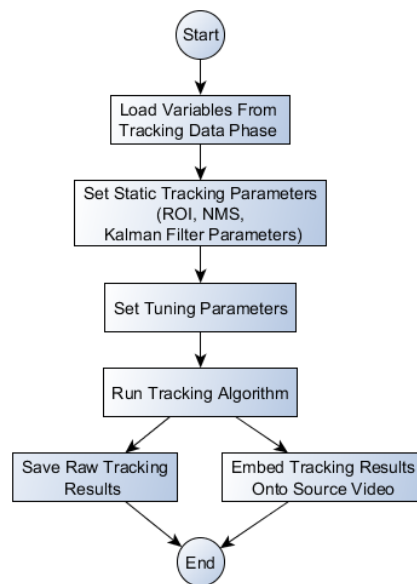 Start
Load Variables From
Tracking Data Phase
Set Static Tracking Parameters
(ROI, NMS,
Kalman Filter Parameters)
Set Tuning Parameters
Run Tracking Algorithm
Save Raw Tracking
Results
Embed Tracking Results
Onto Source Video
End